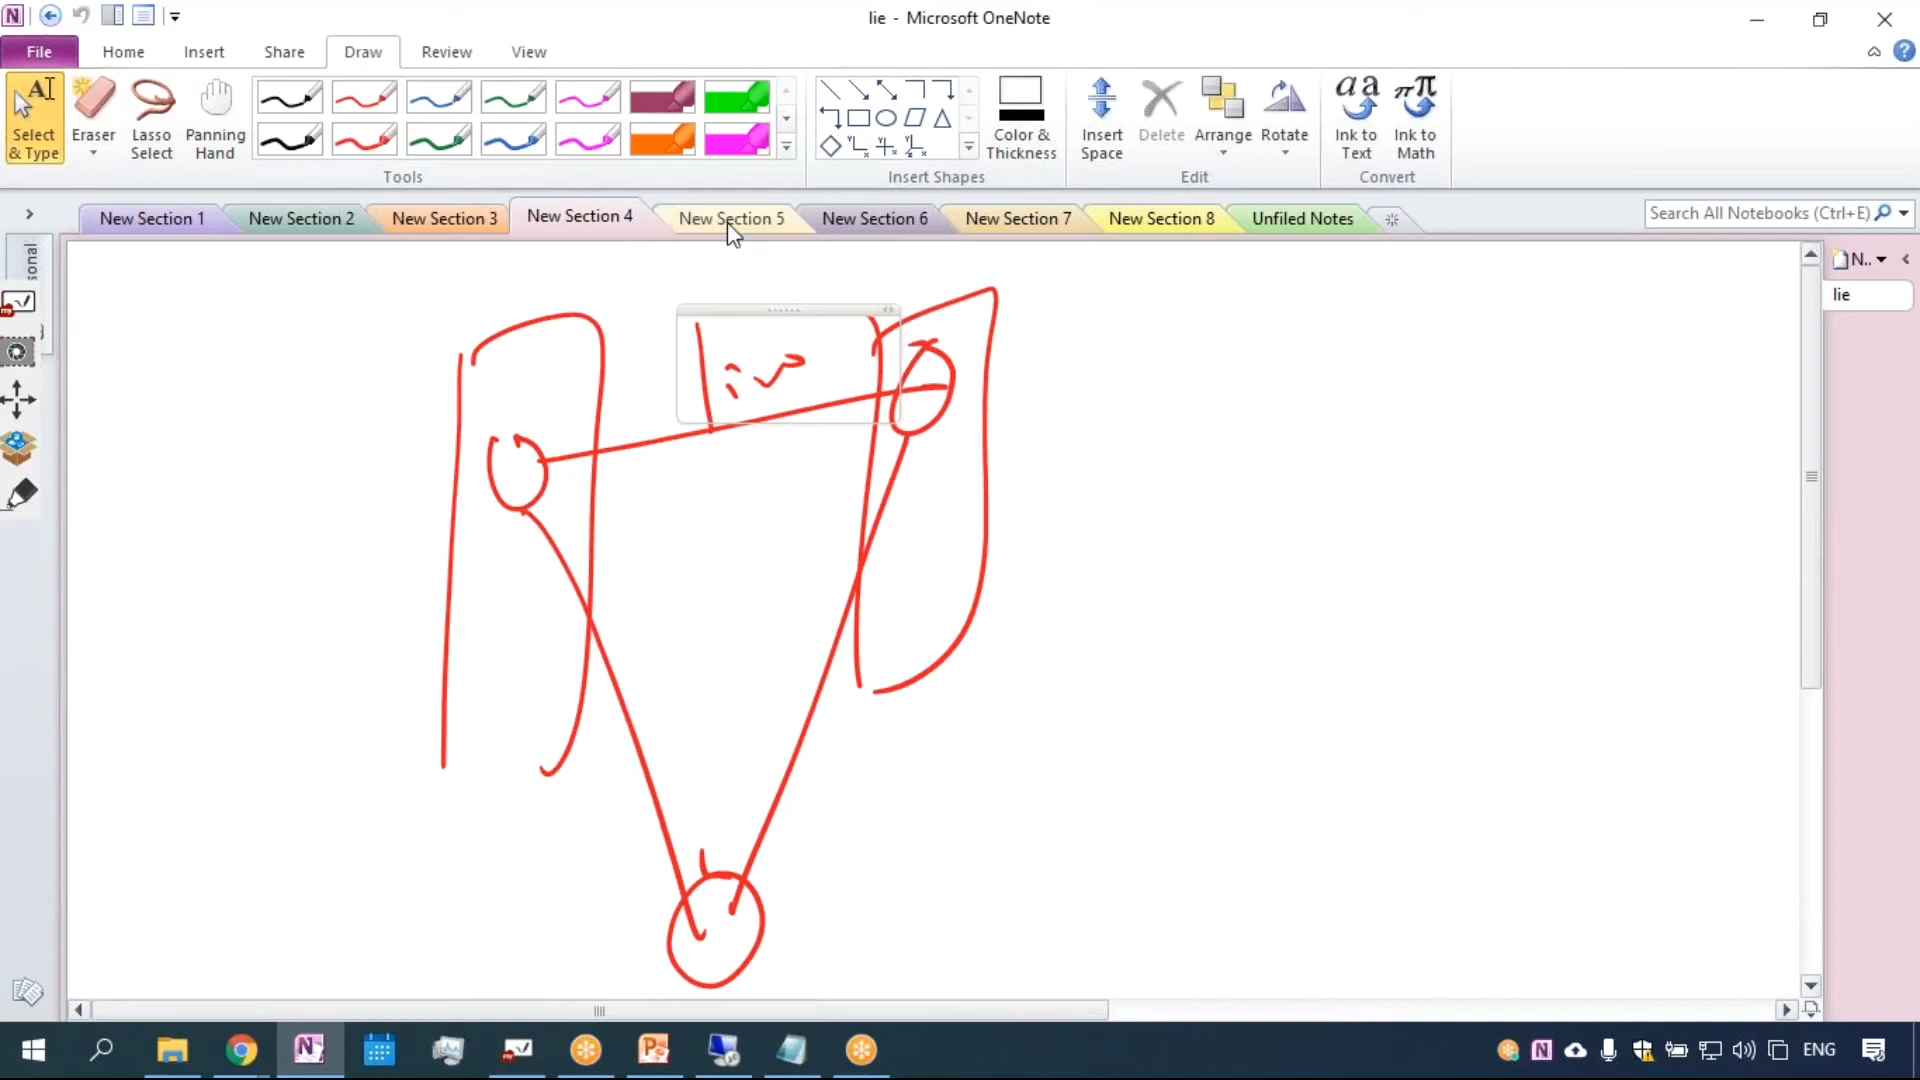 lie - Microsoft OneNote
File Home Insert Share Draw Review View
Select & Type
Eraser
Lasso Select
Panning Hand
Color & Thickness
Insert Space
Delete
Arrange
Rotate
Ink to Text
Ink to Math
Tools
Insert Shapes
Edit
Convert
New Section 1 New Section 2 New Section 3 New Section 4 New Section 5 New Section 6 New Section 7 New Section 8 Unfiled Notes
Search All Notebooks (Ctrl+E)
sonal
N..
lie
ENG